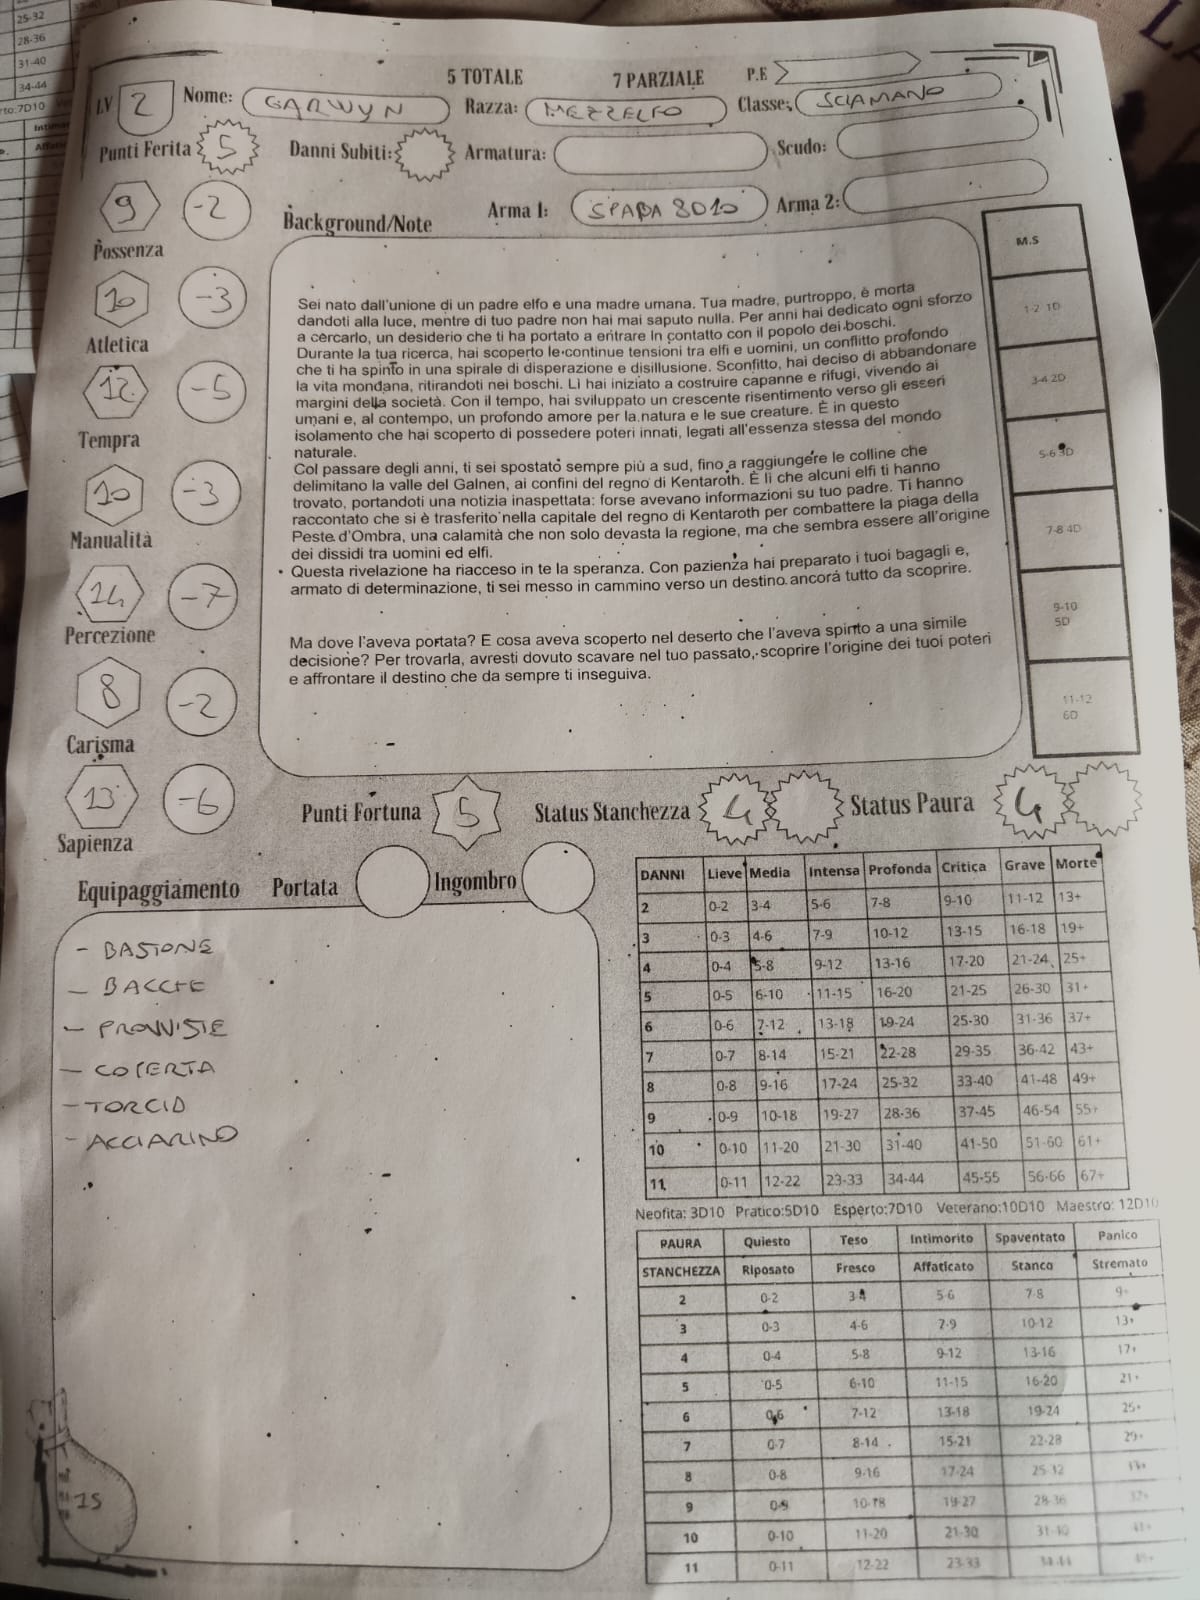 25-32
28-36
31-40
34-44
5 TOTALE
7 PARZIALE
P.E
LV 2
Nome: GARWYN
Razza: MEZZELFO
Classe: SCIAMANO
Punti Ferita 5
Danni Subiti:
Armatura:
Scudo:
9 -2
Possenza
Background/Note
Arma 1: SPADA 8D10
Arma 2:
10 -3
Atletica
12 -5
Tempra
10 -3
Manualità
14 -7
Percezione
8 -2
Carisma
13 -6
Sapienza
Sei nato dall'unione di un padre elfo e una madre umana. Tua madre, purtroppo, è morta
dandoti alla luce, mentre di tuo padre non hai mai saputo nulla. Per anni hai dedicato ogni sforzo
a cercarlo, un desiderio che ti ha portato a entrare in contatto con il popolo dei boschi.
Durante la tua ricerca, hai scoperto le continue tensioni tra elfi e uomini, un conflitto profondo
che ti ha spinto in una spirale di disperazione e disillusione. Sconfitto, hai deciso di abbandonare
la vita mondana, ritirandoti nei boschi. Lì hai iniziato a costruire capanne e rifugi, vivendo ai
margini della società. Con il tempo, hai sviluppato un crescente risentimento verso gli esseri
umani e, al contempo, un profondo amore per la natura e le sue creature. È in questo
isolamento che hai scoperto di possedere poteri innati, legati all'essenza stessa del mondo
naturale.
Col passare degli anni, ti sei spostato sempre più a sud, fino a raggiungere le colline che
delimitano la valle del Galnen, ai confini del regno di Kentaroth. È lì che alcuni elfi ti hanno
trovato, portandoti una notizia inaspettata: forse avevano informazioni su tuo padre. Ti hanno
raccontato che si è trasferito nella capitale del regno di Kentaroth per combattere la piaga della
Peste d'Ombra, una calamità che non solo devasta la regione, ma che sembra essere all'origine
dei dissidi tra uomini ed elfi.
Questa rivelazione ha riacceso in te la speranza. Con pazienza hai preparato i tuoi bagagli e,
armato di determinazione, ti sei messo in cammino verso un destino ancora tutto da scoprire.
Ma dove l'aveva portata? E cosa aveva scoperto nel deserto che l'aveva spinto a una simile
decisione? Per trovarla, avresti dovuto scavare nel tuo passato, scoprire l'origine dei tuoi poteri
e affrontare il destino che da sempre ti inseguiva.
M.S
1-2 1D
3-4 2D
5-6 3D
7-8 4D
9-10
5D
11-12
6D
Punti Fortuna 5
Status Stanchezza 4
Status Paura 4
Equipaggiamento
Portata
Ingombro
- BASTONE
- BACCHE
- PROVVISTE
- COPERTA
- TORCIA
- ACCIARINO
15
DANNI Lieve Media Intensa Profonda Critica Grave Morte
2 0-2 3-4 5-6 7-8 9-10 11-12 13+
3 0-3 4-6 7-9 10-12 13-15 16-18 19+
4 0-4 5-8 9-12 13-16 17-20 21-24 25+
5 0-5 6-10 11-15 16-20 21-25 26-30 31+
6 0-6 7-12 13-18 19-24 25-30 31-36 37+
7 0-7 8-14 15-21 22-28 29-35 36-42 43+
8 0-8 9-16 17-24 25-32 33-40 41-48 49+
9 0-9 10-18 19-27 28-36 37-45 46-54 55+
10 0-10 11-20 21-30 31-40 41-50 51-60 61+
11 0-11 12-22 23-33 34-44 45-55 56-66 67+
Neofita: 3D10 Pratico:5D10 Esperto:7D10 Veterano:10D10 Maestro: 12D10
PAURA Quiesto Teso Intimorito Spaventato Panico
STANCHEZZA Riposato Fresco Affaticato Stanco Stremato
2 0-2 3-4 5-6 7-8 9+
3 0-3 4-6 7-9 10-12 13+
4 0-4 5-8 9-12 13-16 17+
5 0-5 6-10 11-15 16-20 21+
6 0-6 7-12 13-18 19-24 25+
7 0-7 8-14 15-21 22-28 29+
8 0-8 9-16 17-24 25-32
9 0-9 10-18 19-27 28-36
10 0-10 11-20 21-30 31-40
11 0-11 12-22 23-33 34-44